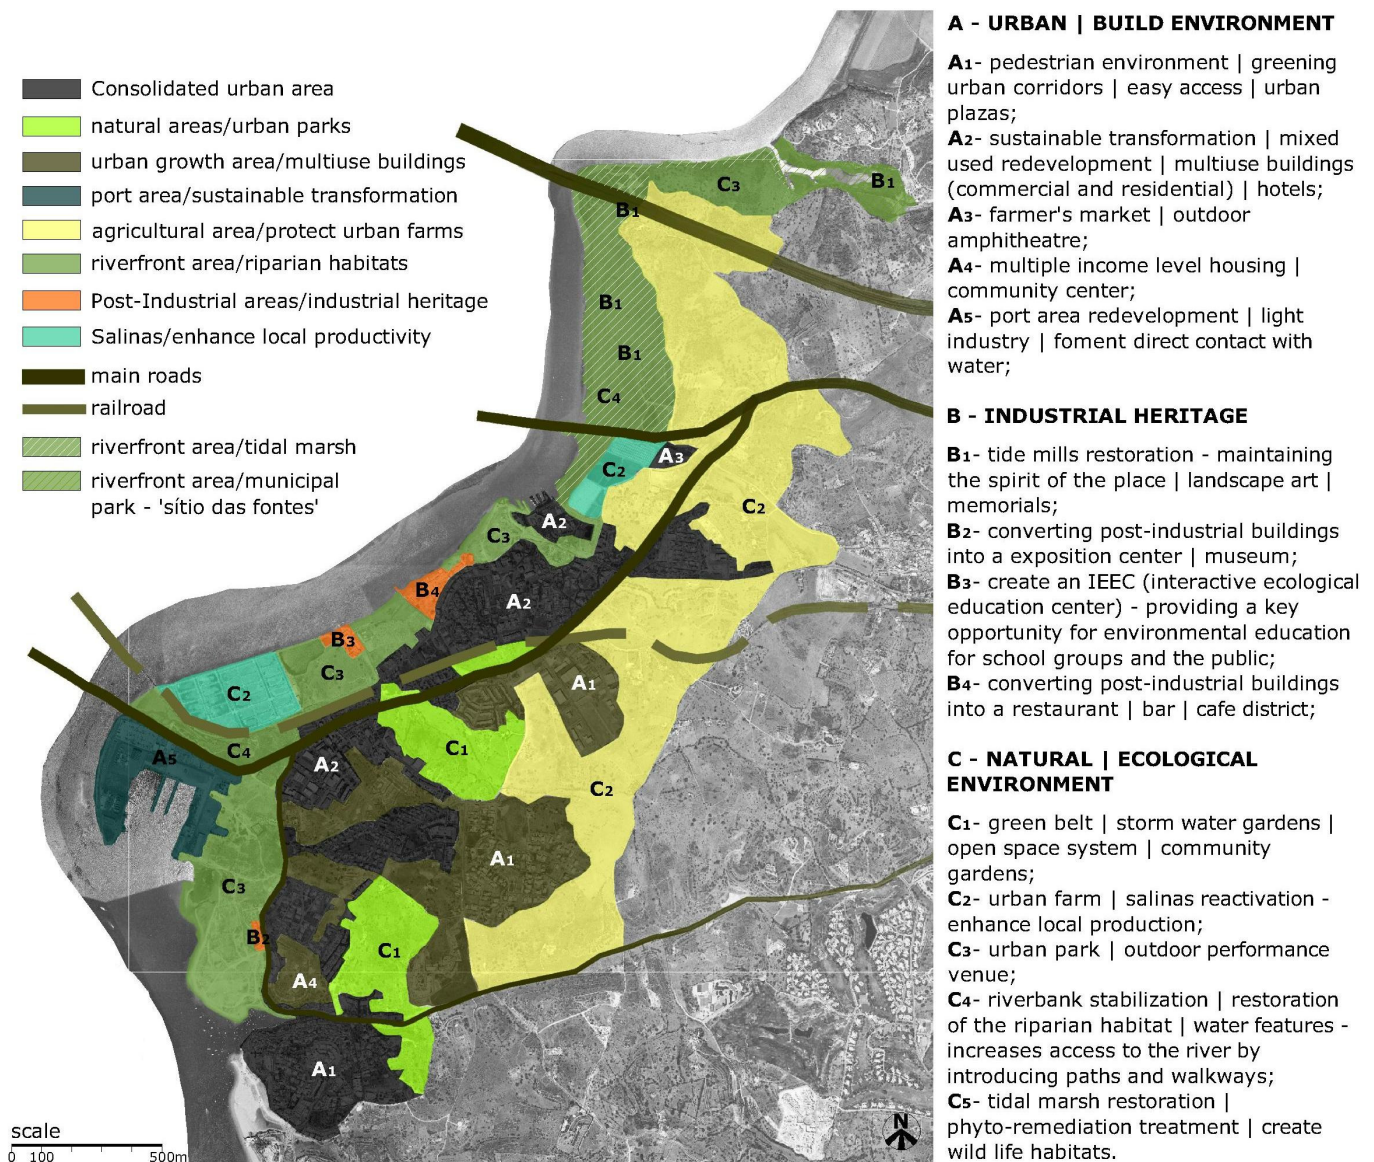 Consolidated urban area
natural areas/urban parks
urban growth area/multiuse buildings
port area/sustainable transformation
agricultural area/protect urban farms
riverfront area/riparian habitats
Post-Industrial areas/industrial heritage
Salinas/enhance local productivity
main roads
railroad
riverfront area/tidal marsh
riverfront area/municipal
park - 'sítio das fontes'
C3
B1
B1
B1
B1
C4
A3
C2
C2
A2
C3
B4
A2
B3
C3
A1
C2
C4
C1
A5
A2
C2
A1
C3
B2
C1
A4
A1
scale
0 100 500m
N
A - URBAN | BUILD ENVIRONMENT
A1- pedestrian environment | greening
urban corridors | easy access | urban
plazas;
A2- sustainable transformation | mixed
used redevelopment | multiuse buildings
(commercial and residential) | hotels;
A3- farmer's market | outdoor
amphitheatre;
A4- multiple income level housing |
community center;
A5- port area redevelopment | light
industry | foment direct contact with
water;
B - INDUSTRIAL HERITAGE
B1- tide mills restoration - maintaining
the spirit of the place | landscape art |
memorials;
B2- converting post-industrial buildings
into a exposition center | museum;
B3- create an IEEC (interactive ecological
education center) - providing a key
opportunity for environmental education
for school groups and the public;
B4- converting post-industrial buildings
into a restaurant | bar | cafe district;
C - NATURAL | ECOLOGICAL
ENVIRONMENT
C1- green belt | storm water gardens |
open space system | community
gardens;
C2- urban farm | salinas reactivation -
enhance local production;
C3- urban park | outdoor performance
venue;
C4- riverbank stabilization | restoration
of the riparian habitat | water features -
increases access to the river by
introducing paths and walkways;
C5- tidal marsh restoration |
phyto-remediation treatment | create
wild life habitats.